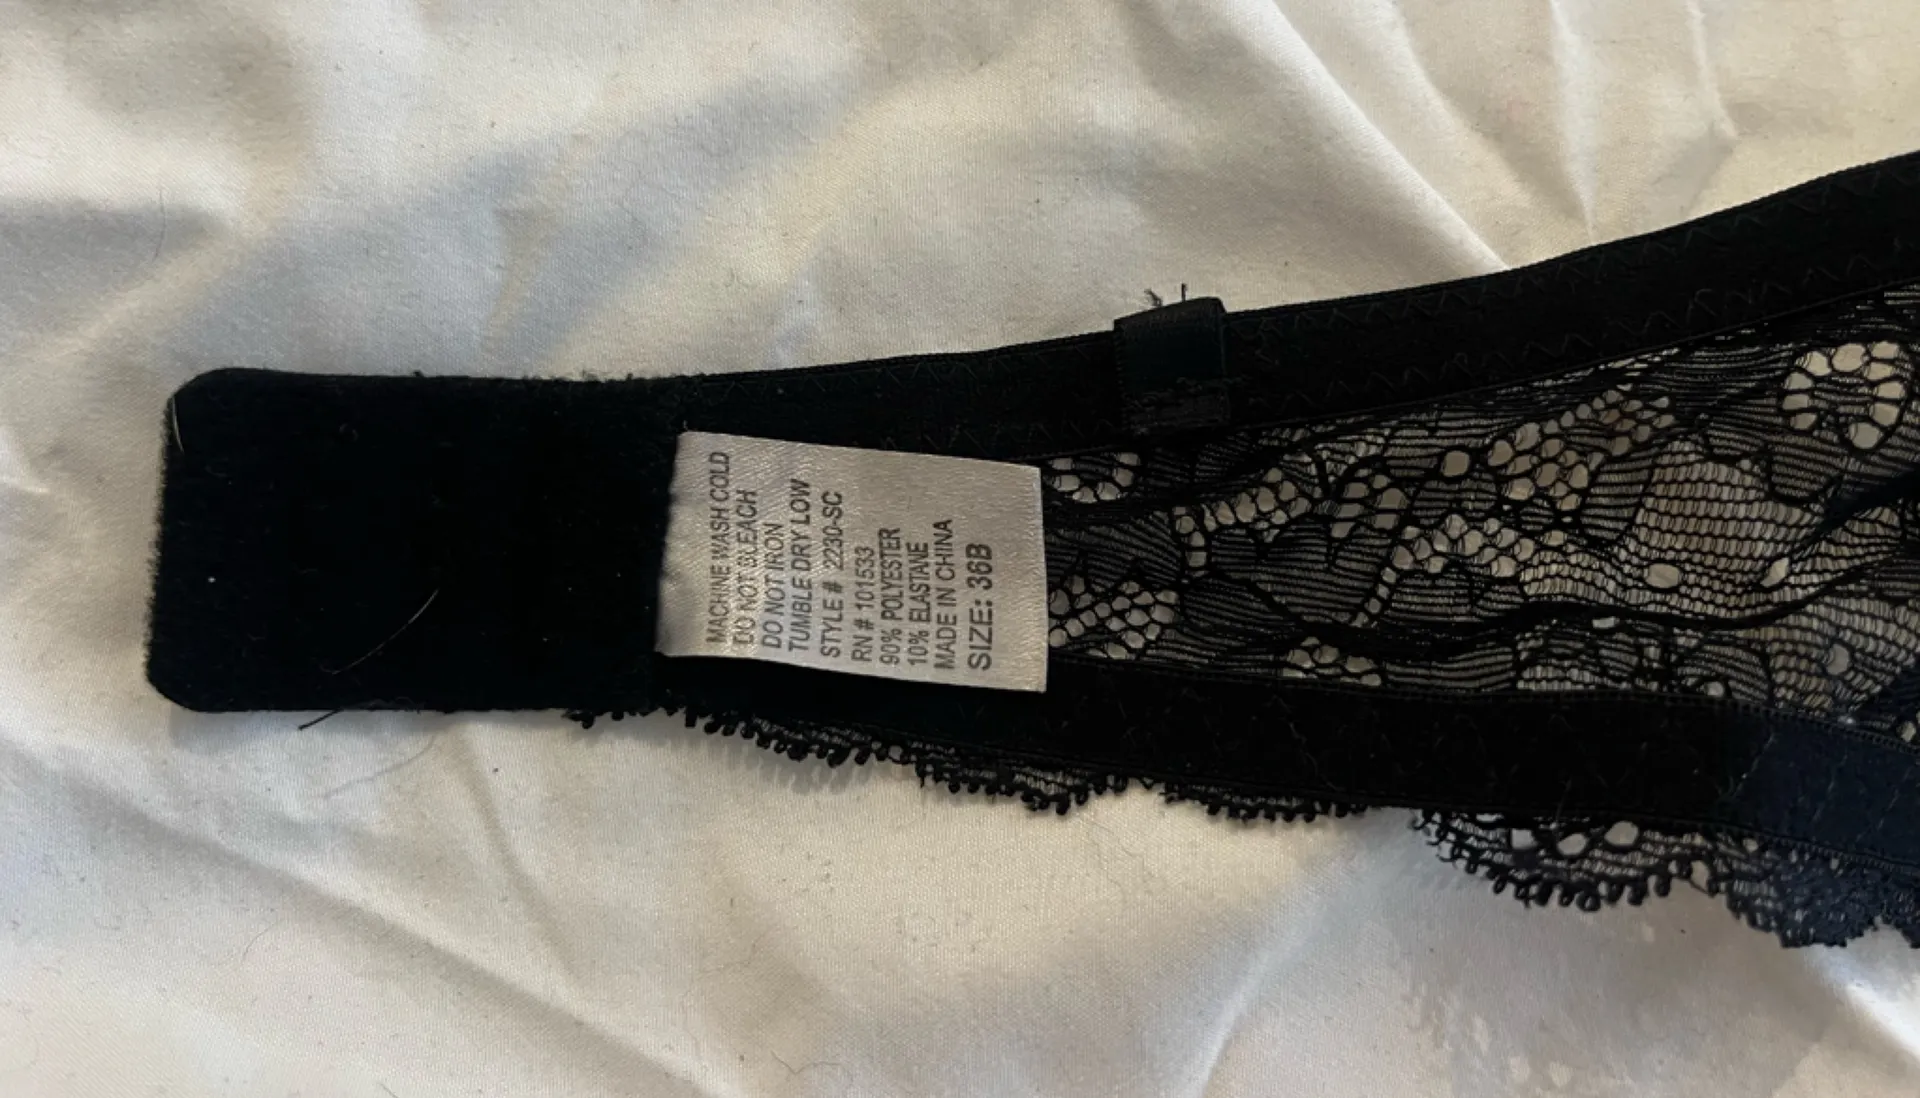 MACHINE WASH COLD
DO NOT BLEACH
DO NOT IRON
TUMBLE DRY LOW
STYLE # 2230-SC
RN # 101533
90% POLYESTER
10% ELASTANE
MADE IN CHINA
SIZE: 36B